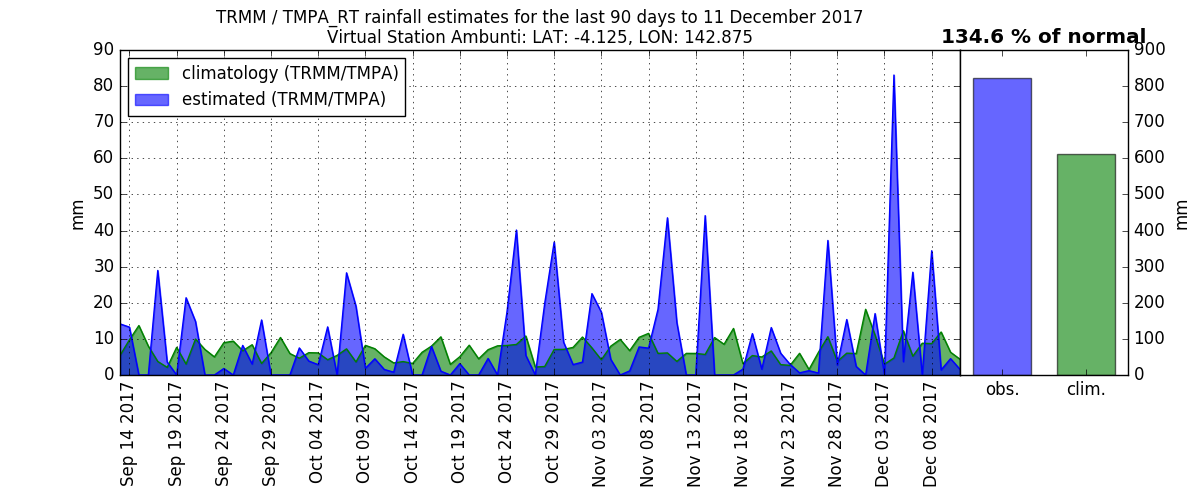 TRMM / TMPA_RT rainfall estimates for the last 90 days to 11 December 2017
Virtual Station Ambunti: LAT: -4.125, LON: 142.875
134.6 % of normal
climatology (TRMM/TMPA)
estimated (TRMM/TMPA)
90
80
70
60
50
40
30
20
10
0
mm
Sep 14 2017
Sep 19 2017
Sep 24 2017
Sep 29 2017
Oct 04 2017
Oct 09 2017
Oct 14 2017
Oct 19 2017
Oct 24 2017
Oct 29 2017
Nov 03 2017
Nov 08 2017
Nov 13 2017
Nov 18 2017
Nov 23 2017
Nov 28 2017
Dec 03 2017
Dec 08 2017
900
800
700
600
500
400
300
200
100
0
mm
obs.
clim.